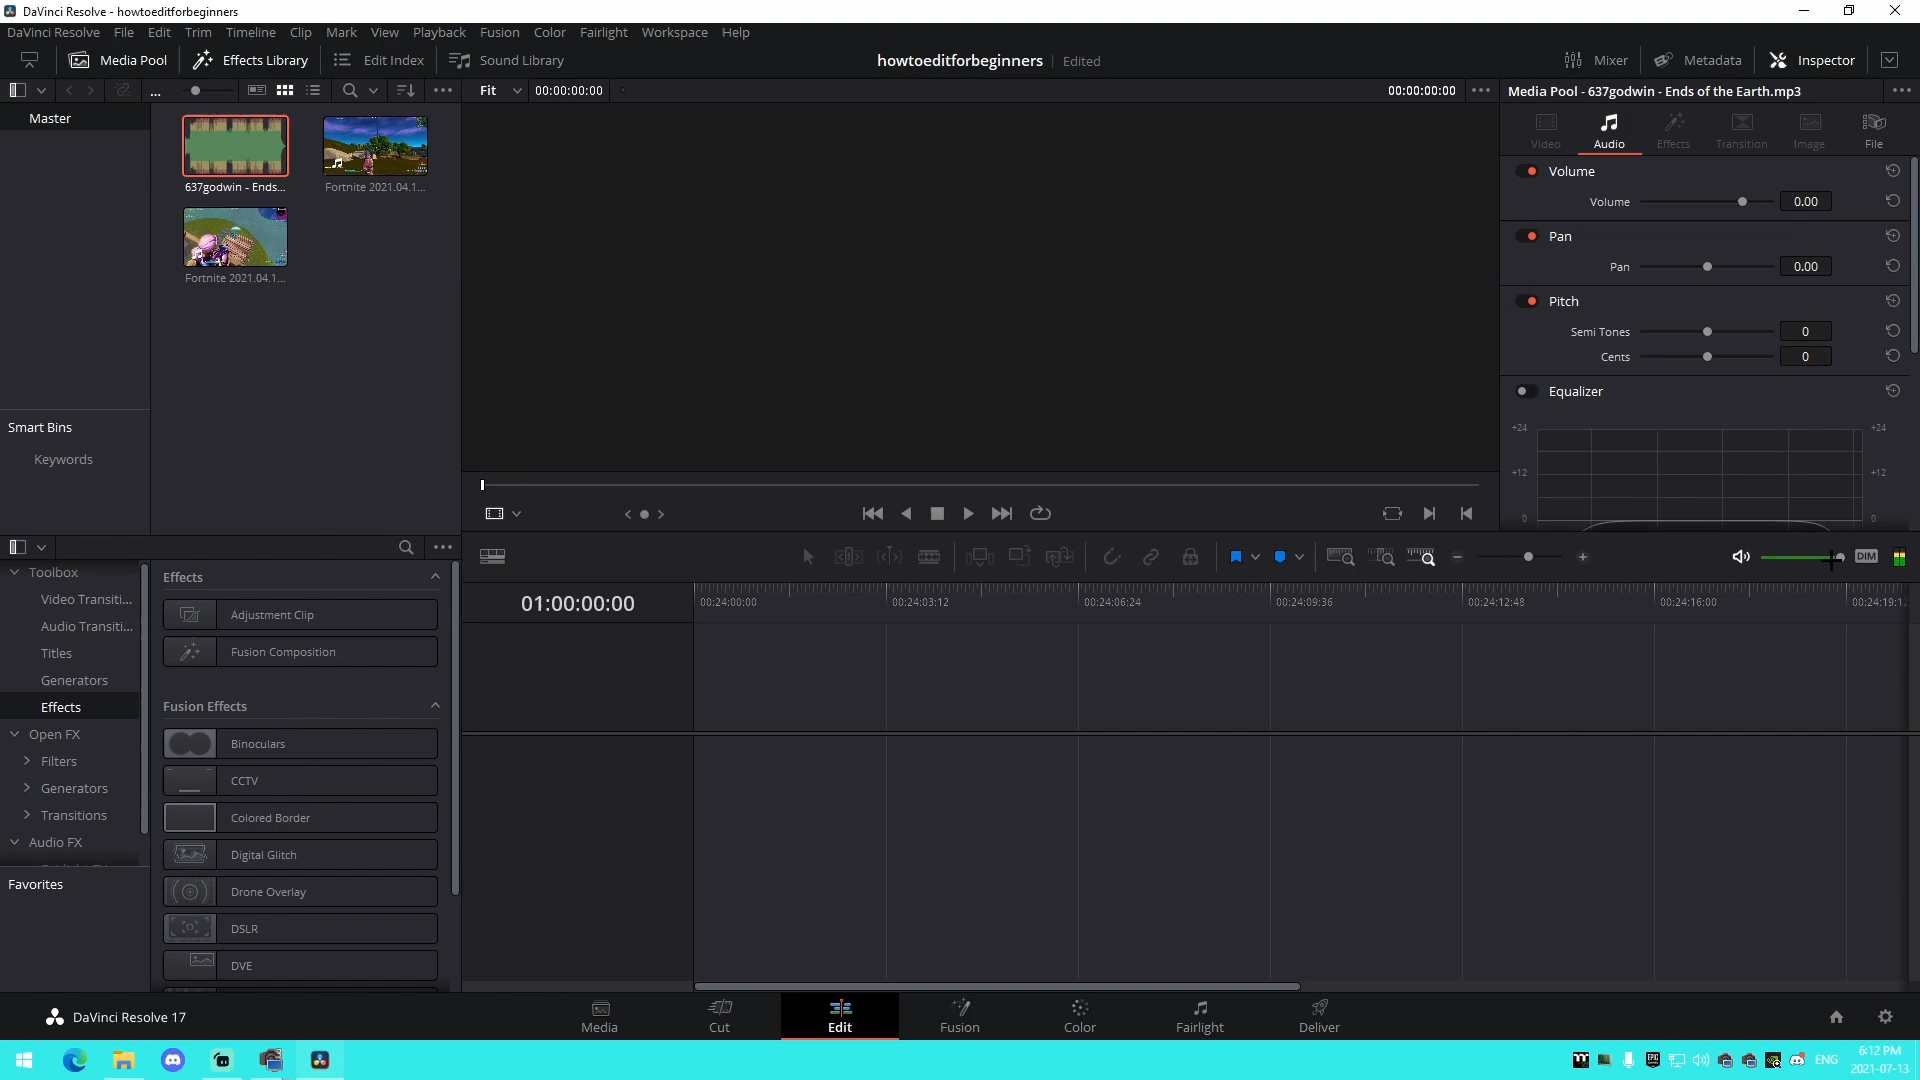 DaVinci Resolve - howtoeditforbeginners
DaVinci Resolve File Edit Trim Timeline Clip Mark View Playback Fusion Color Fairlight Workspace Help
Media Pool Effects Library Edit Index Sound Library howtoeditforbeginners Edited Mixer Metadata Inspector
... Fit 00:00:00:00 00:00:00:00 Media Pool - 637godwin - Ends of the Earth.mp3
Master
637godwin - Ends...
Fortnite 2021.04.1...
Fortnite 2021.04.1...
Smart Bins
Keywords
Video Audio Effects Transition Image File
Volume
Volume 0.00
Pan
Pan 0.00
Pitch
Semi Tones 0
Cents 0
Equalizer
+24 +24
+12 +12
0 0
DIM
Toolbox
Video Transiti...
Audio Transiti...
Titles
Generators
Effects
Open FX
Filters
Generators
Transitions
Audio FX
Favorites
Effects
Adjustment Clip
Fusion Composition
Fusion Effects
Binoculars
CCTV
Colored Border
Digital Glitch
Drone Overlay
DSLR
DVE
01:00:00:00
00:24:00:00 00:24:03:12 00:24:06:24 00:24:09:36 00:24:12:48 00:24:16:00 00:24:19:1
DaVinci Resolve 17
Media Cut Edit Fusion Color Fairlight Deliver
ENG
6:12 PM
2021-07-13